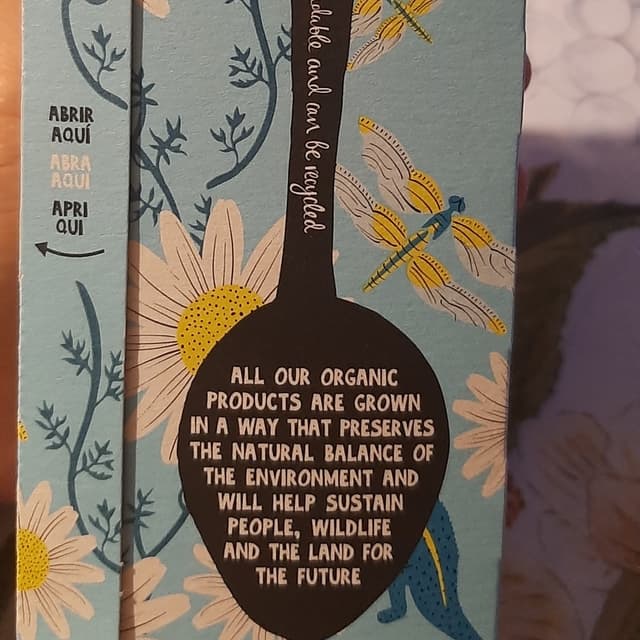 ABRIR
AQUÍ
ABRA
AQUI
APRI
QUI
and can be recycled
ALL OUR ORGANIC
PRODUCTS ARE GROWN
IN A WAY THAT PRESERVES
THE NATURAL BALANCE OF
THE ENVIRONMENT AND
WILL HELP SUSTAIN
PEOPLE, WILDLIFE
AND THE LAND FOR
THE FUTURE